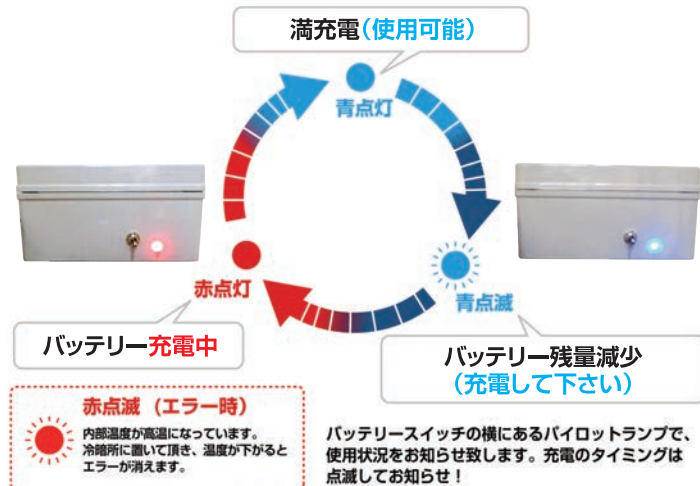 満充電(使用可能)
青点灯
赤点灯
青点滅
バッテリー充電中
バッテリー残量減少
(充電して下さい)
赤点滅 (エラー時)
内部温度が高温になっています。
冷暗所に置いて頂き、温度が下がると
エラーが消えます。
バッテリースイッチの横にあるパイロットランプで、
使用状況をお知らせ致します。充電のタイミングは
点滅してお知らせ！